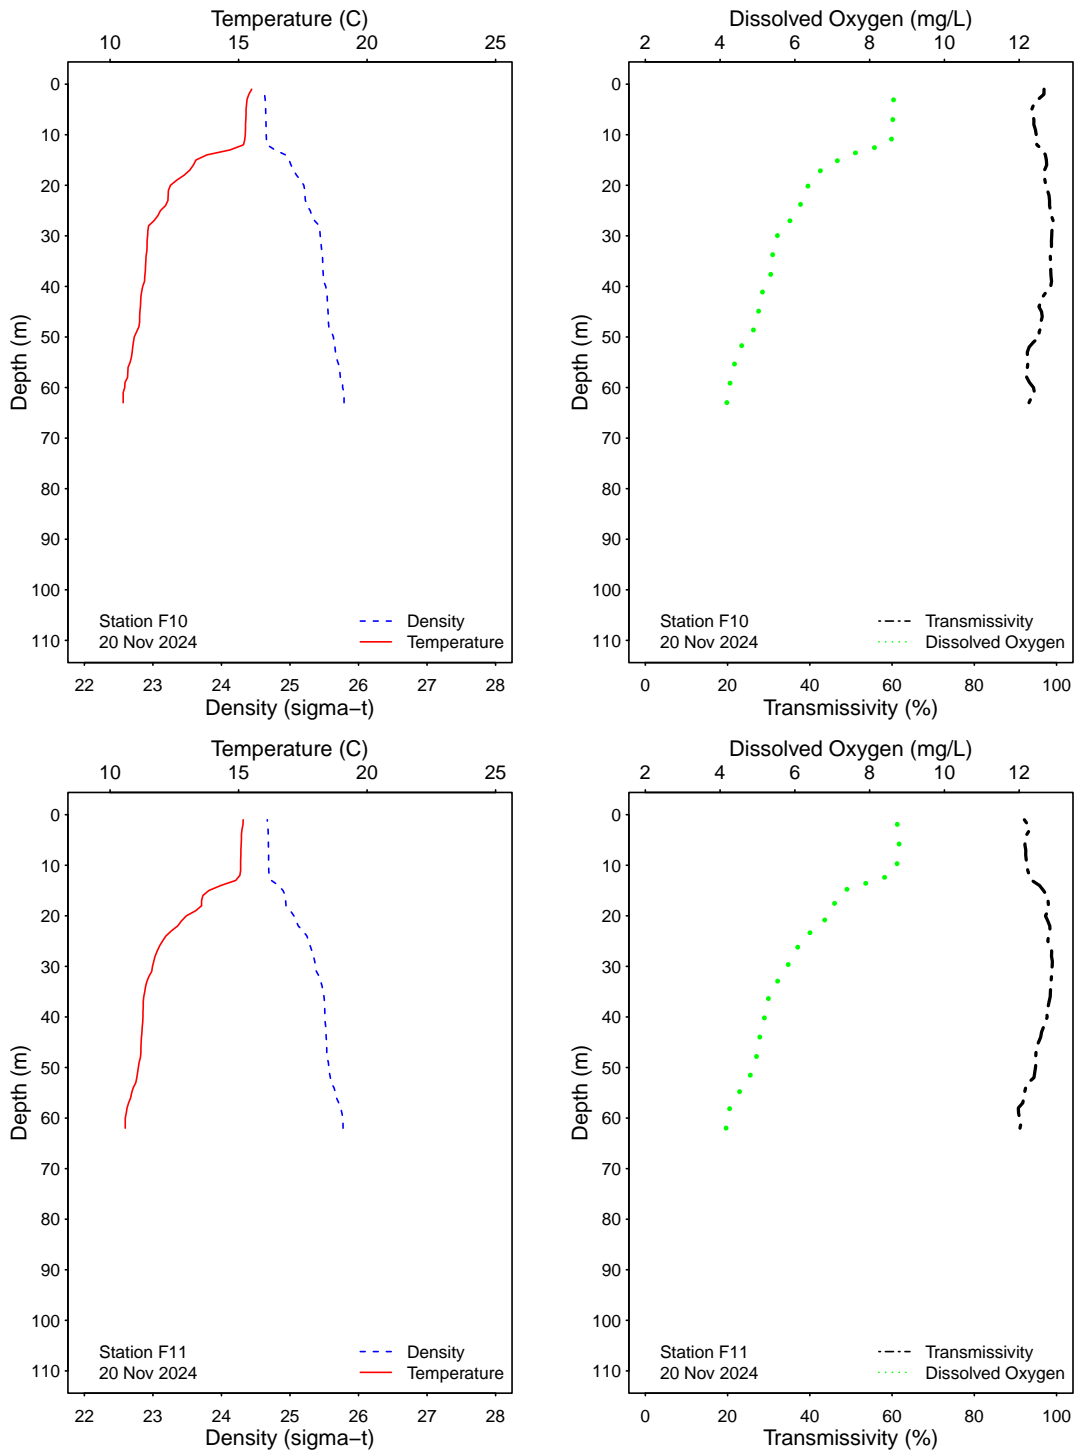 Temperature (C)
10 15 20 25
0
10
20
30
40
50
60
70
80
90
100
110
Depth (m)
Station F10
20 Nov 2024
Density
Temperature
22 23 24 25 26 27 28
Density (sigma−t)
Dissolved Oxygen (mg/L)
2 4 6 8 10 12
0
10
20
30
40
50
60
70
80
90
100
110
Depth (m)
Station F10
20 Nov 2024
Transmissivity
Dissolved Oxygen
0 20 40 60 80 100
Transmissivity (%)
Temperature (C)
10 15 20 25
0
10
20
30
40
50
60
70
80
90
100
110
Depth (m)
Station F11
20 Nov 2024
Density
Temperature
22 23 24 25 26 27 28
Density (sigma−t)
Dissolved Oxygen (mg/L)
2 4 6 8 10 12
0
10
20
30
40
50
60
70
80
90
100
110
Depth (m)
Station F11
20 Nov 2024
Transmissivity
Dissolved Oxygen
0 20 40 60 80 100
Transmissivity (%)